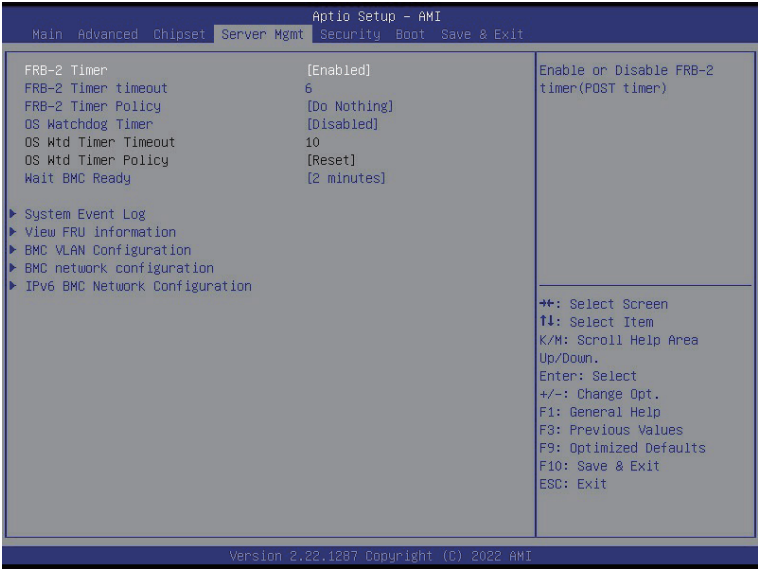 Aptio Setup - AMI
Main Advanced Chipset Server Mgmt Security Boot Save & Exit
FRB-2 Timer [Enabled]
FRB-2 Timer timeout 6
FRB-2 Timer Policy [Do Nothing]
OS Watchdog Timer [Disabled]
OS Wtd Timer Timeout 10
OS Wtd Timer Policy [Reset]
Wait BMC Ready [2 minutes]
▶ System Event Log
▶ View FRU information
▶ BMC VLAN Configuration
▶ BMC network configuration
▶ IPv6 BMC Network Configuration
Enable or Disable FRB-2
timer(POST timer)
→←: Select Screen
↑↓: Select Item
K/M: Scroll Help Area
Up/Down.
Enter: Select
+/-: Change Opt.
F1: General Help
F3: Previous Values
F9: Optimized Defaults
F10: Save & Exit
ESC: Exit
Version 2.22.1287 Copyright (C) 2022 AMI